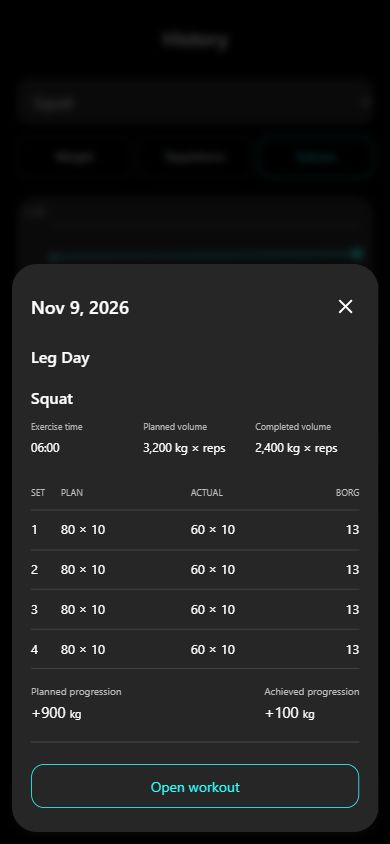 History
Squat
Nov 9, 2026
Leg Day
Squat
Exercise time Planned volume Completed volume
06:00 3,200 kg × reps 2,400 kg × reps
SET PLAN ACTUAL BORG
1 80 × 10 60 × 10 13
2 80 × 10 60 × 10 13
3 80 × 10 60 × 10 13
4 80 × 10 60 × 10 13
Planned progression Achieved progression
+900 kg +100 kg
Open workout